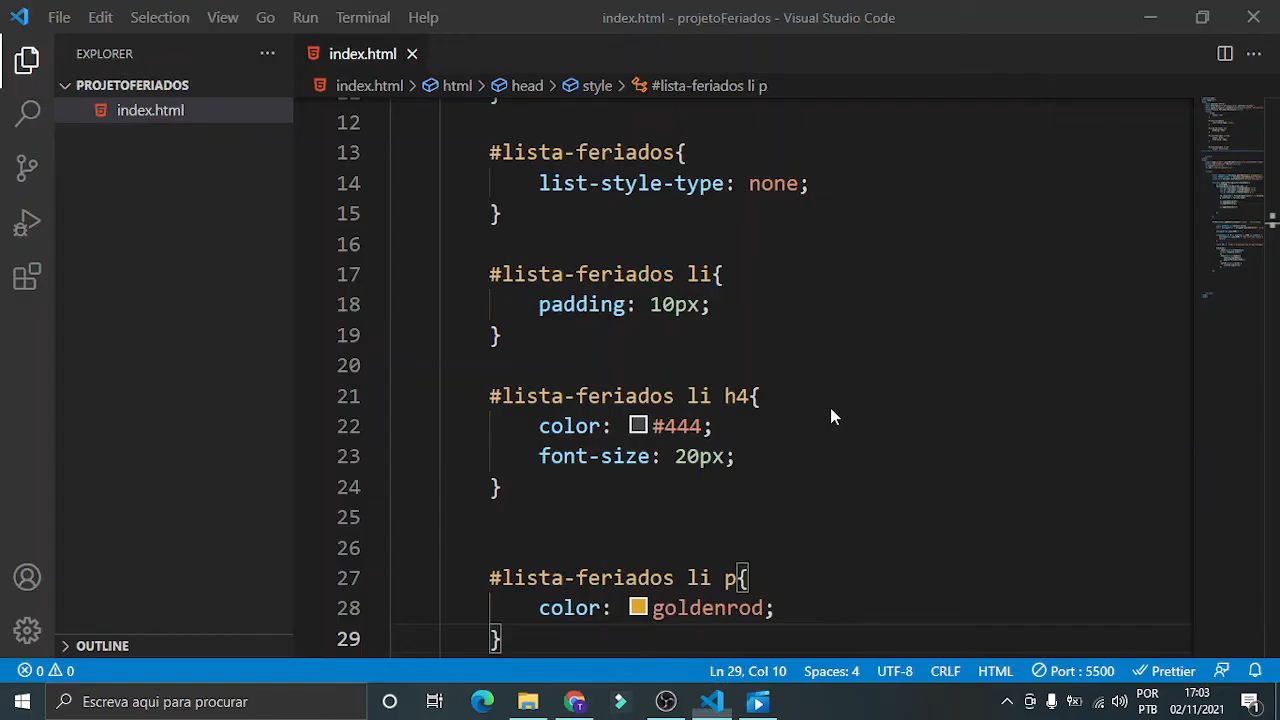 File Edit Selection View Go Run Terminal Help
index.html - projetoFeriados - Visual Studio Code
EXPLORER
index.html
PROJETOFERIADOS
index.html
index.html > html > head > style > #lista-feriados li p
12
13 #lista-feriados{
14 list-style-type: none;
15 }
16
17 #lista-feriados li{
18 padding: 10px;
19 }
20
21 #lista-feriados li h4{
22 color: #444;
23 font-size: 20px;
24 }
25
26
27 #lista-feriados li p{
28 color: goldenrod;
29 }
OUTLINE
0 0
Ln 29, Col 10 Spaces: 4 UTF-8 CRLF HTML Port : 5500 Prettier
Escreva aqui para procurar
POR
PTB
17:03
02/11/2021
1